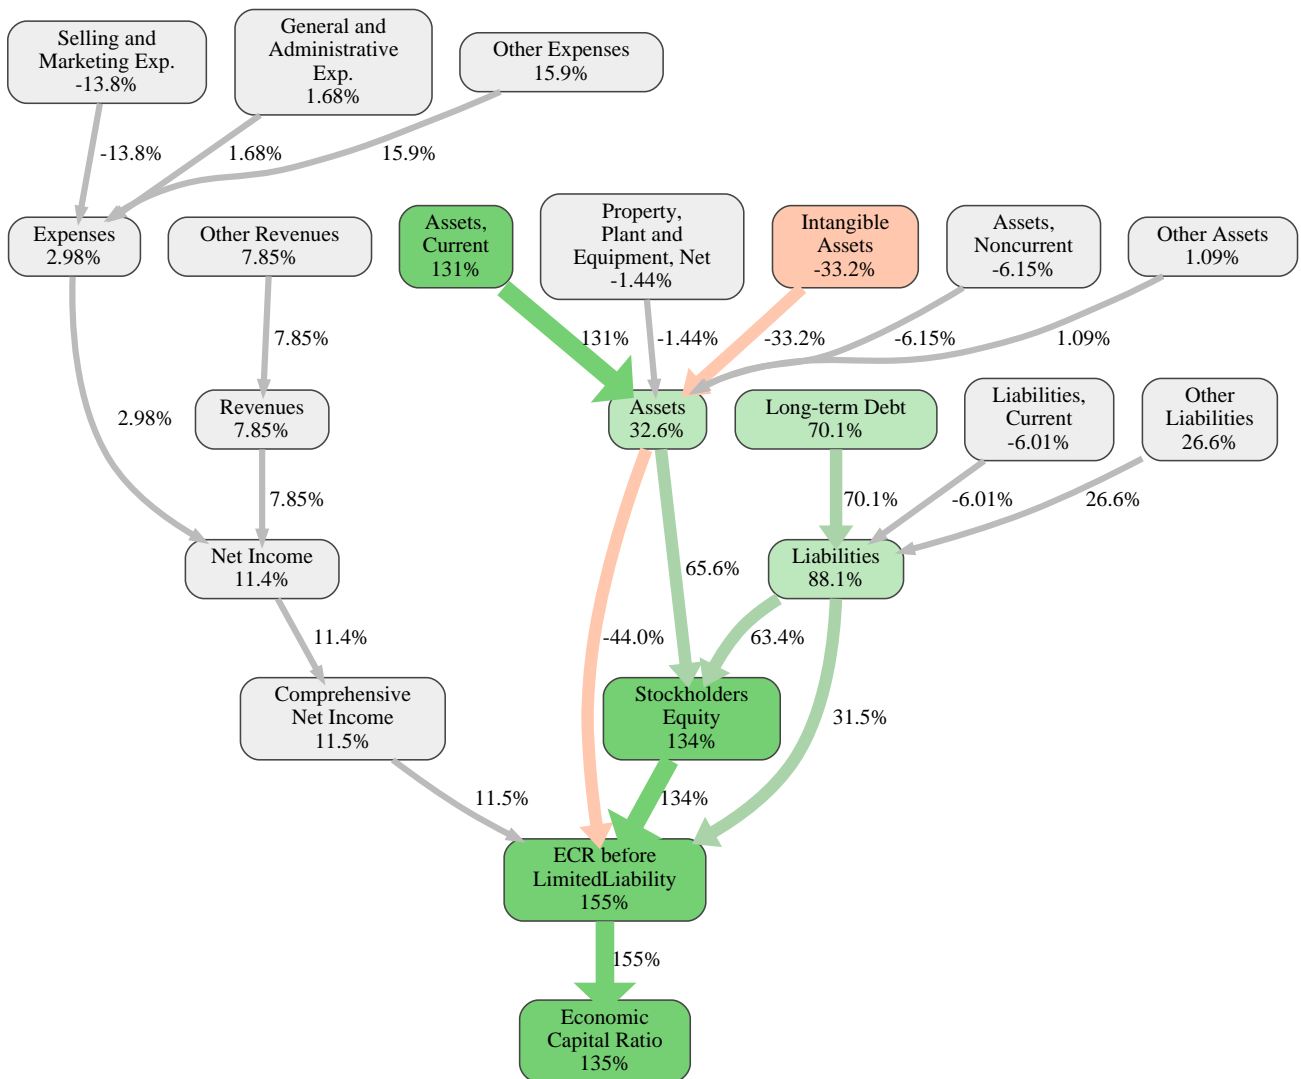 Selling and
Marketing Exp.
-13.8%
General and
Administrative
Exp.
1.68%
Other Expenses
15.9%
-13.8%
1.68%
15.9%
Expenses
2.98%
Other Revenues
7.85%
Assets,
Current
131%
Property,
Plant and
Equipment, Net
-1.44%
Intangible
Assets
-33.2%
Assets,
Noncurrent
-6.15%
Other Assets
1.09%
7.85%
131%
-1.44%
-33.2%
-6.15%
1.09%
2.98%
Revenues
7.85%
Assets
32.6%
Long-term Debt
70.1%
Liabilities,
Current
-6.01%
Other
Liabilities
26.6%
7.85%
70.1%
-6.01%
26.6%
Net Income
11.4%
65.6%
Liabilities
88.1%
11.4%
-44.0%
63.4%
Comprehensive
Net Income
11.5%
Stockholders
Equity
134%
31.5%
11.5%
134%
ECR before
LimitedLiability
155%
155%
Economic
Capital Ratio
135%